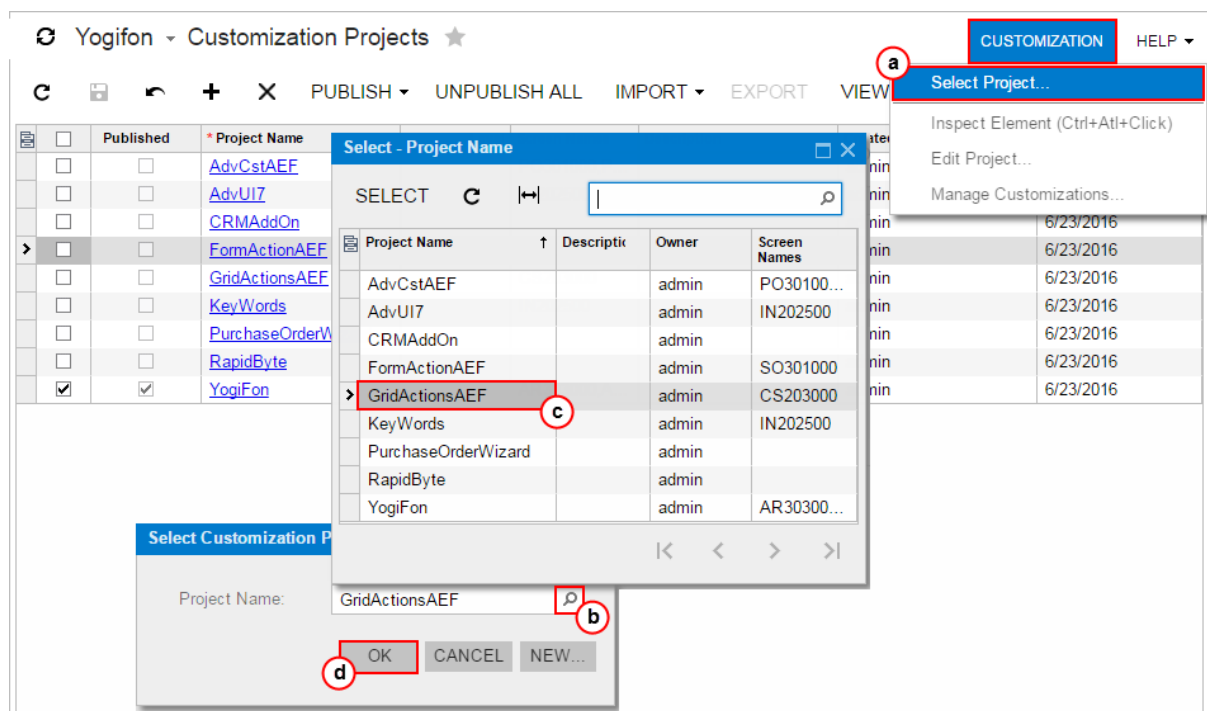 Yogifon Customization Projects
CUSTOMIZATION HELP
a
Select Project...
Inspect Element (Ctrl+Atl+Click)
Edit Project...
Manage Customizations...
PUBLISH UNPUBLISH ALL IMPORT EXPORT VIEW
Published * Project Name
AdvCstAEF
AdvUI7
CRMAddOn 6/23/2016
FormActionAEF 6/23/2016
GridActionsAEF 6/23/2016
KeyWords 6/23/2016
PurchaseOrderW 6/23/2016
RapidByte 6/23/2016
YogiFon 6/23/2016
Select - Project Name
SELECT
Project Name Descriptic Owner Screen Names
AdvCstAEF admin PO30100...
AdvUI7 admin IN202500
CRMAddOn admin
FormActionAEF admin SO301000
GridActionsAEF admin CS203000
c
KeyWords admin IN202500
PurchaseOrderWizard admin
RapidByte admin
YogiFon admin AR30300...
Select Customization P
Project Name: GridActionsAEF
b
OK CANCEL NEW...
d